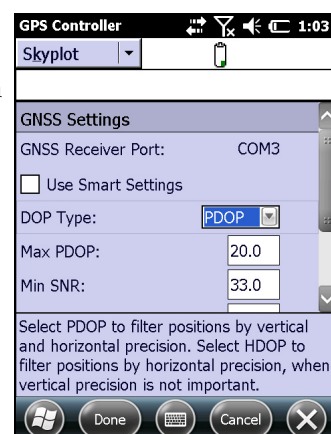 GPS Controller 1:03
Skyplot
GNSS Settings
GNSS Receiver Port: COM3
Use Smart Settings
DOP Type: PDOP
Max PDOP: 20.0
Min SNR: 33.0
Select PDOP to filter positions by vertical
and horizontal precision. Select HDOP to
filter positions by horizontal precision, when
vertical precision is not important.
Done Cancel